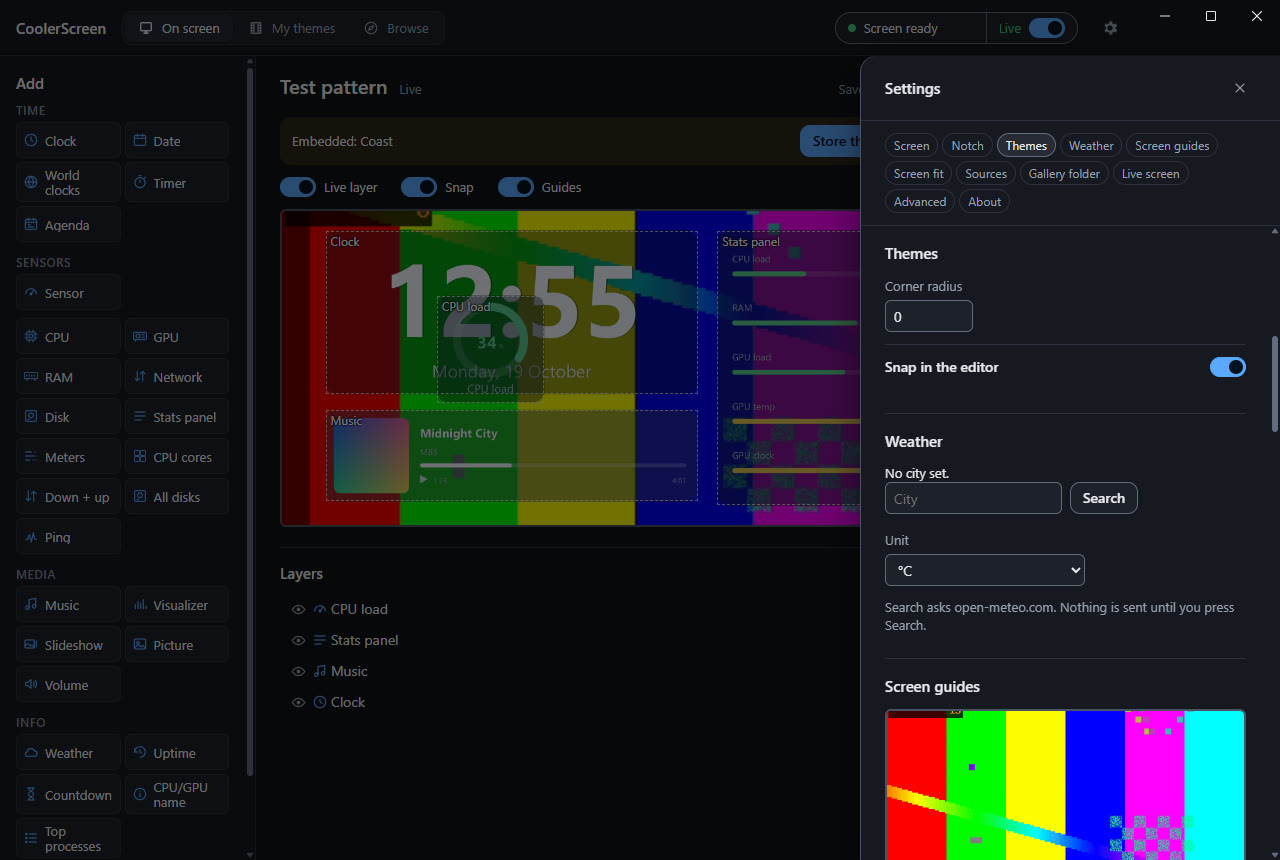 CoolerScreen
On screen
My themes
Browse
Screen ready
Live
Add
TIME
Clock
Date
World clocks
Timer
Agenda
SENSORS
Sensor
CPU
GPU
RAM
Network
Disk
Stats panel
Meters
CPU cores
Down + up
All disks
Ping
MEDIA
Music
Visualizer
Slideshow
Picture
Volume
INFO
Weather
Uptime
Countdown
CPU/GPU name
Top processes
Test pattern
Live
Embedded: Coast
Live layer
Snap
Guides
Clock
12:55
CPU load
34
Monday, 19 October
CPU load
Music
Midnight City
M83
4:01
Stats panel
CPU load
RAM
GPU load
GPU temp
GPU clock
Layers
CPU load
Stats panel
Music
Clock
Settings
Screen
Notch
Themes
Weather
Screen guides
Screen fit
Sources
Gallery folder
Live screen
Advanced
About
Themes
Corner radius
0
Snap in the editor
Weather
No city set.
City
Search
Unit
°C
Search asks open-meteo.com. Nothing is sent until you press
Search.
Screen guides